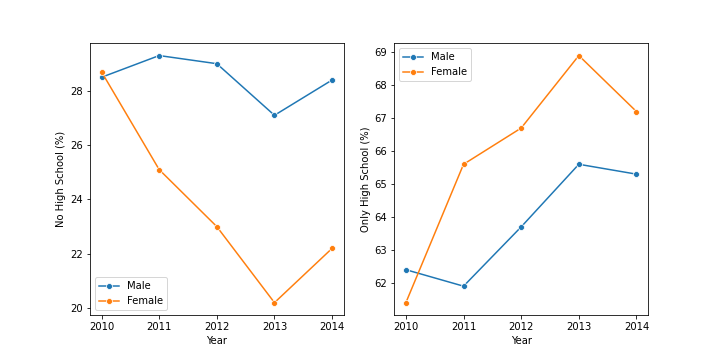 No High School (%)
28
26
24
22
20
Male
Female
2010 2011 2012 2013 2014
Year
Only High School (%)
69
68
67
66
65
64
63
62
Male
Female
2010 2011 2012 2013 2014
Year